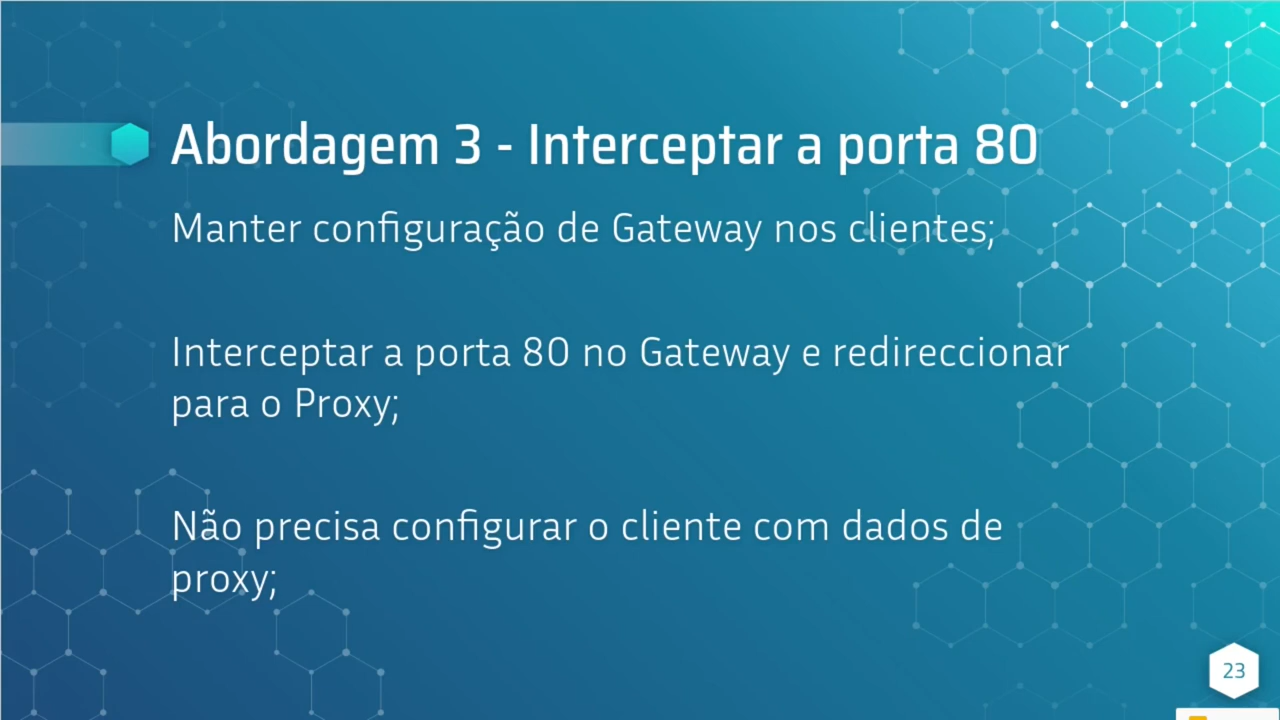 Abordagem 3 - Interceptar a porta 80
Manter configuração de Gateway nos clientes;
Interceptar a porta 80 no Gateway e redireccionar
para o Proxy;
Não precisa configurar o cliente com dados de
proxy;
23